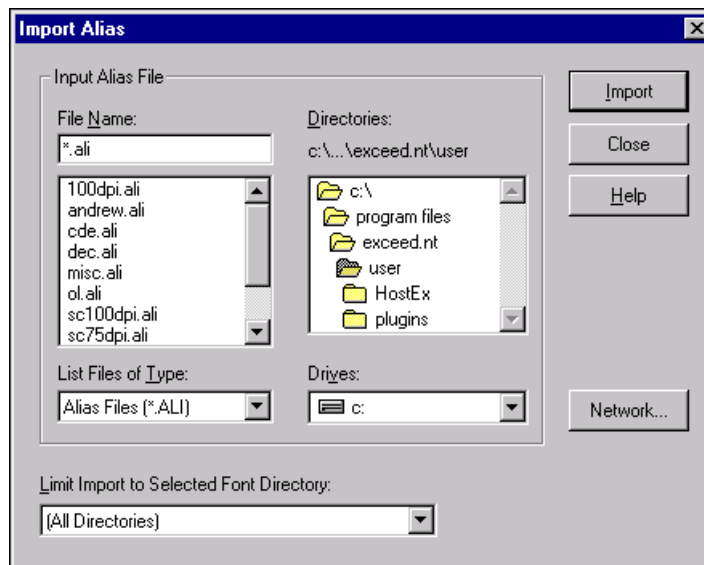 Import Alias
Input Alias File
File Name:
*.ali
100dpi.ali
andrew.ali
cde.ali
dec.ali
misc.ali
ol.ali
sc100dpi.ali
sc75dpi.ali
List Files of Type:
Alias Files (*.ALI)
Directories:
c:\...\exceed.nt\user
c:\
program files
exceed.nt
user
HostEx
plugins
Drives:
c:
Import
Close
Help
Network...
Limit Import to Selected Font Directory:
(All Directories)